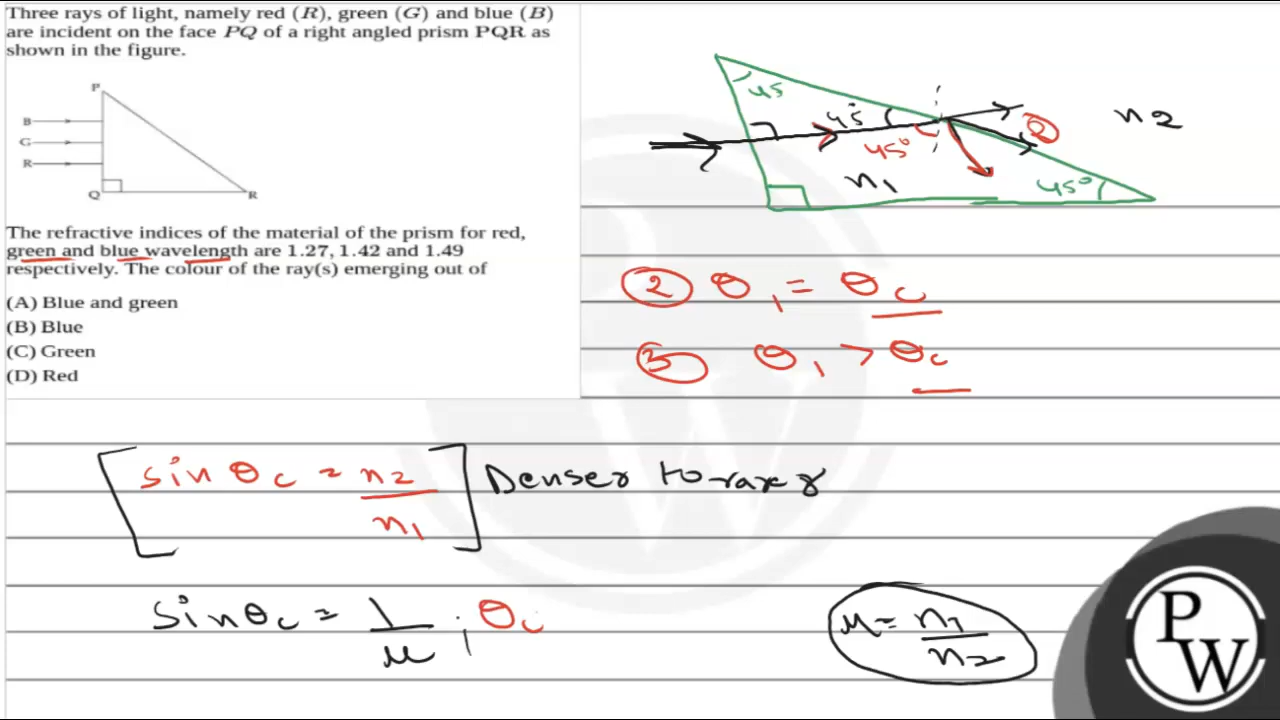 Three rays of light, namely red (R), green (G) and blue (B)
are incident on the face PQ of a right angled prism PQR as
shown in the figure.
P
B
G
R
Q
R
The refractive indices of the material of the prism for red,
green and blue wavelength are 1.27, 1.42 and 1.49
respectively. The colour of the ray(s) emerging out of
(A) Blue and green
(B) Blue
(C) Green
(D) Red
45
45°
45°
n1
45°
2
n2
2 θ1 = θc
3 θ1 > θc
sin θc = n2/n1 Denser to rarer
sinθc = 1/μ ; θc
μ = n1/n2
P
W